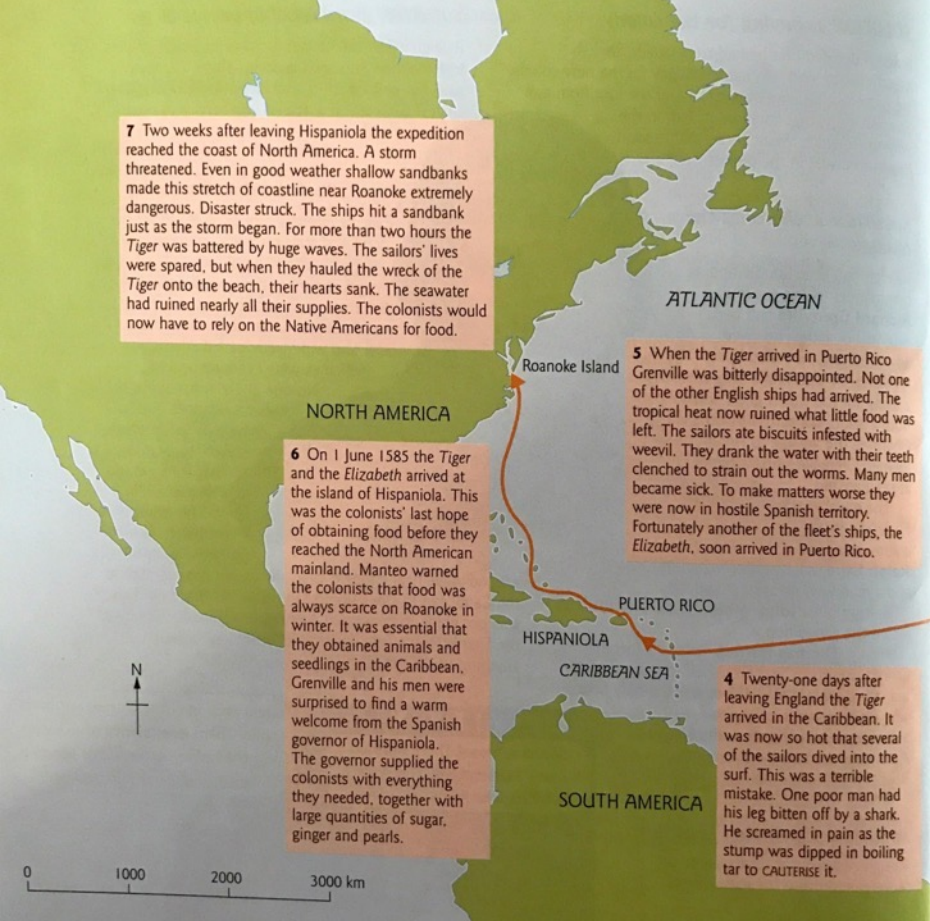 7 Two weeks after leaving Hispaniola the expedition
reached the coast of North America. A storm
threatened. Even in good weather shallow sandbanks
made this stretch of coastline near Roanoke extremely
dangerous. Disaster struck. The ships hit a sandbank
just as the storm began. For more than two hours the
Tiger was battered by huge waves. The sailors' lives
were spared, but when they hauled the wreck of the
Tiger onto the beach, their hearts sank. The seawater
had ruined nearly all their supplies. The colonists would
now have to rely on the Native Americans for food.
ATLANTIC OCEAN
Roanoke Island
5 When the Tiger arrived in Puerto Rico
Grenville was bitterly disappointed. Not one
of the other English ships had arrived. The
tropical heat now ruined what little food was
left. The sailors ate biscuits infested with
weevil. They drank the water with their teeth
clenched to strain out the worms. Many men
became sick. To make matters worse they
were now in hostile Spanish territory.
Fortunately another of the fleet's ships, the
Elizabeth, soon arrived in Puerto Rico.
NORTH AMERICA
6 On 1 June 1585 the Tiger
and the Elizabeth arrived at
the island of Hispaniola. This
was the colonists' last hope
of obtaining food before they
reached the North American
mainland. Manteo warned
the colonists that food was
always scarce on Roanoke in
winter. It was essential that
they obtained animals and
seedlings in the Caribbean.
Grenville and his men were
surprised to find a warm
welcome from the Spanish
governor of Hispaniola.
The governor supplied the
colonists with everything
they needed, together with
large quantities of sugar,
ginger and pearls.
PUERTO RICO
HISPANIOLA
CARIBBEAN SEA
4 Twenty-one days after
leaving England the Tiger
arrived in the Caribbean. It
was now so hot that several
of the sailors dived into the
surf. This was a terrible
mistake. One poor man had
his leg bitten off by a shark.
He screamed in pain as the
stump was dipped in boiling
tar to CAUTERISE it.
SOUTH AMERICA
N
0 1000 2000 3000 km